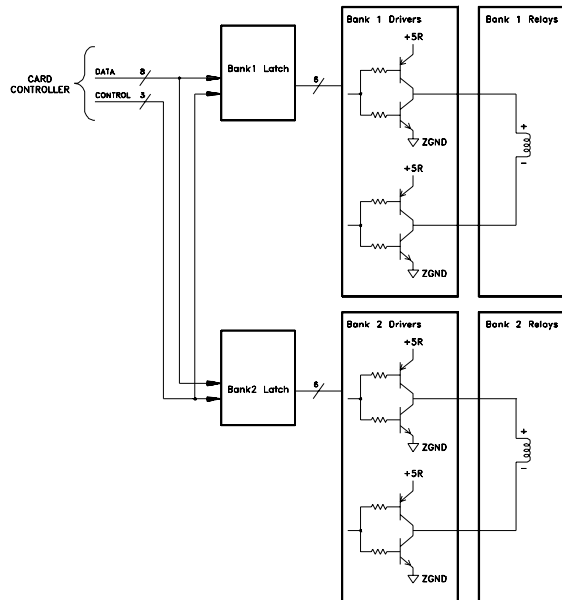 Bank 1 Drivers
Bank 1 Relays
+5R
CARD
CONTROLLER
DATA
8
CONTROL
3
Bank1 Latch
6
ZGND
+
-
+5R
ZGND
Bank 2 Drivers
Bank 2 Relays
+5R
Bank2 Latch
6
ZGND
+
-
+5R
ZGND